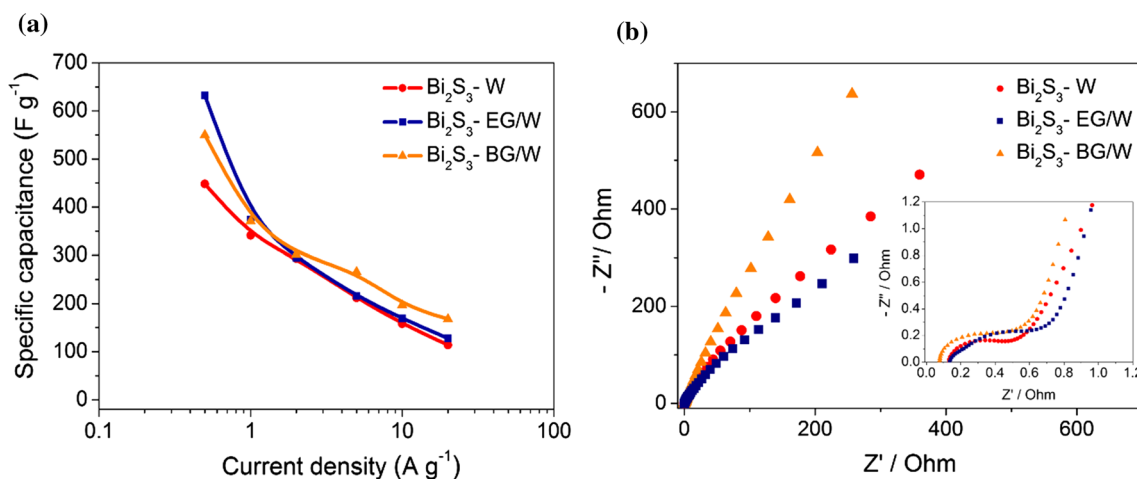 (a)
700
600
500
400
300
200
100
0
0.1
1
10
100
Specific capacitance (F g⁻¹)
Current density (A g⁻¹)
Bi₂S₃- W
Bi₂S₃- EG/W
Bi₂S₃- BG/W
(b)
600
400
200
0
0
200
400
600
- Z''/ Ohm
Z' / Ohm
Bi₂S₃- W
Bi₂S₃- EG/W
Bi₂S₃- BG/W
1.2
1.0
0.8
0.6
0.4
0.2
0.0
0.0
0.2
0.4
0.6
0.8
1.0
1.2
- Z'' / Ohm
Z' / Ohm